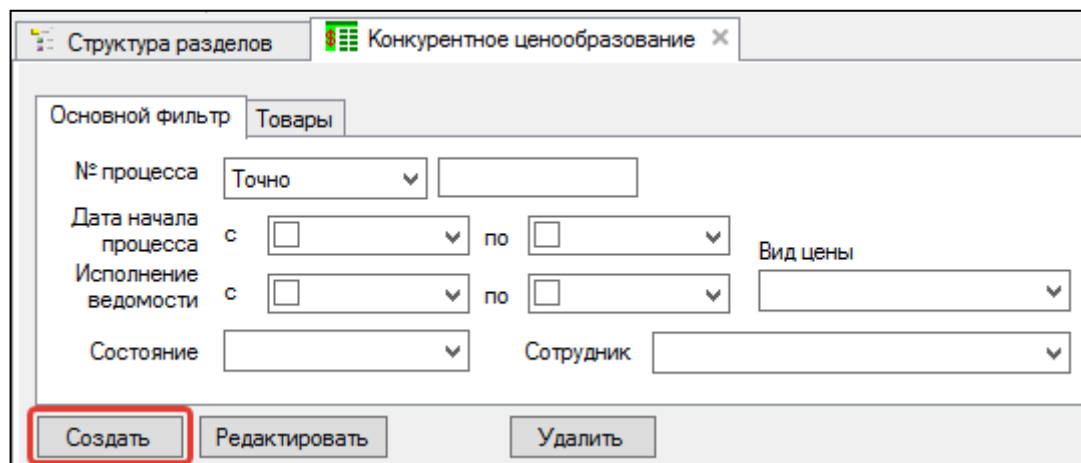 Структура разделов Конкурентное ценообразование
Основной фильтр Товары
№ процесса Точно
Дата начала
процесса с по
Вид цены
Исполнение
ведомости с по
Состояние Сотрудник
Создать Редактировать Удалить